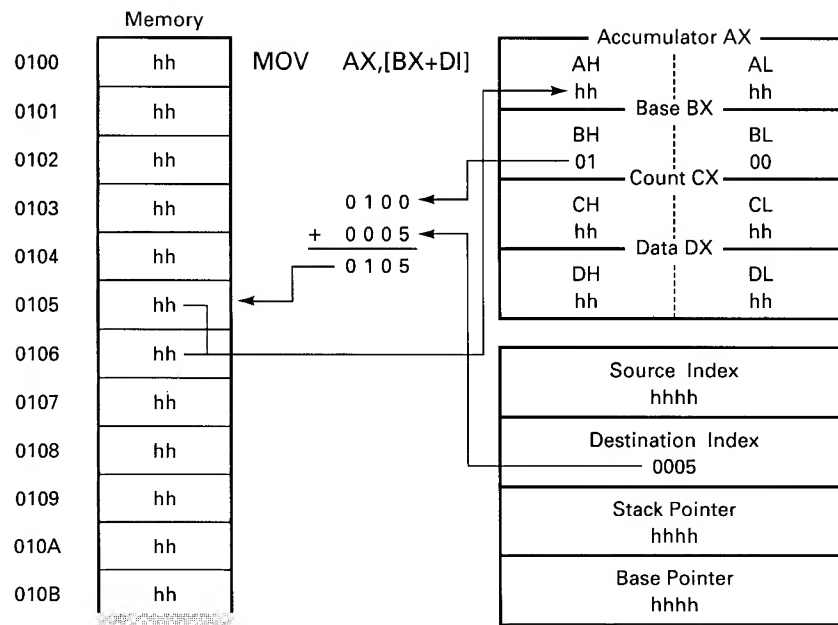 Memory
0100 hh
0101 hh
0102 hh
0103 hh
0104 hh
0105 hh
0106 hh
0107 hh
0108 hh
0109 hh
010A hh
010B hh
MOV AX,[BX+DI]
0100
+ 0005
0105
Accumulator AX
AH AL
hh hh
Base BX
BH BL
01 00
Count CX
CH CL
hh hh
Data DX
DH DL
hh hh
Source Index
hhhh
Destination Index
0005
Stack Pointer
hhhh
Base Pointer
hhhh